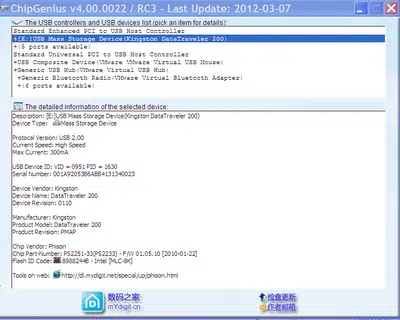 ChipGenius v4.00.0022 / RC3 - Last Update: 2012-03-07
The USB controllers and USB devices list (pick an item for details):
Standard Enhanced PCI to USB Host Controller
+[E:]USB Mass Storage Device(Kingston DataTraveler 200)
+(5 ports available)
Standard Universal PCI to USB Host Controller
+USB Composite Device(VMware VMware Virtual USB Mouse)
+Generic USB Hub(VMware VMware Virtual USB Hub)
+Generic Bluetooth Radio(VMware Virtual Bluetooth Adapter)
+(6 ports available)
The detailed information of the selected device:
Description: [E:]USB Mass Storage Device(Kingston DataTraveler 200)
Device Type: Mass Storage Device
Protocal Version: USB 2.00
Current Speed: High Speed
Max Current: 300mA
USB Device ID: VID = 0951 PID = 1630
Serial Number: 001A92053B6ABB4131340023
Device Vendor: Kingston
Device Name: DataTraveler 200
Device Revision: 0110
Manufacturer: Kingston
Product Model: DataTraveler 200
Product Revision: PMAP
Chip Vendor: Phison
Chip Part-Number: PS2251-33(PS2233) - F/W 01.05.10 [2010-01-22]
Flash ID Code: 8988244B - Intel [MLC-8K]
Tools on web: http://dl.mydigit.net/special/up/phison.html
数码之家
mYdigit.cn
检查更新
作者邮箱